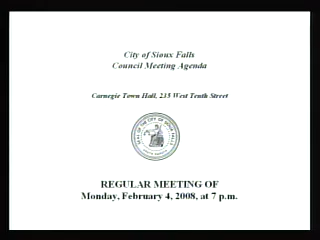 City of Sioux Falls
Council Meeting Agenda
Carnegie Town Hall, 235 West Tenth Street
REGULAR MEETING OF
Monday, February 4, 2008, at 7 p.m.